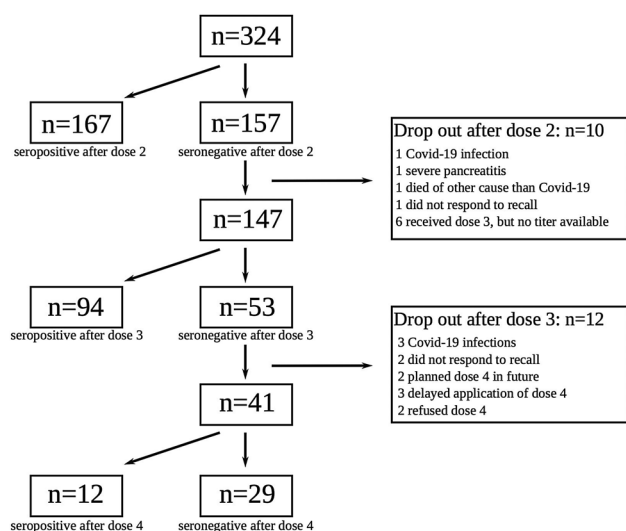 n=324
n=167
n=157
seropositive after dose 2
seronegative after dose 2
Drop out after dose 2: n=10
1 Covid-19 infection
1 severe pancreatitis
1 died of other cause than Covid-19
1 did not respond to recall
6 received dose 3, but no titer available
n=147
n=94
n=53
seropositive after dose 3
seronegative after dose 3
Drop out after dose 3: n=12
3 Covid-19 infections
2 did not respond to recall
2 planned dose 4 in future
3 delayed application of dose 4
2 refused dose 4
n=41
n=12
n=29
seropositive after dose 4
seronegative after dose 4